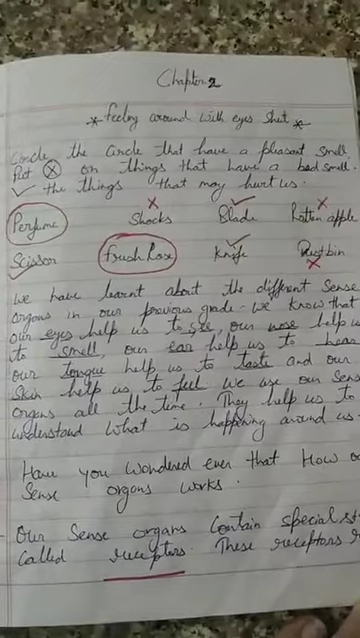 Chapter 2
* feeling around with eyes shut *
Circle the circle that have a pleasant smell
Put ⊗ on things that have a bad smell.
✓ the things that may hurt us.
Perfume Shocks Blade Rotten apple
Scissor Fresh Rose Knife Dustbin
We have learnt about the different sense
organs in our previous grade. We know that
our eyes help us to see, our nose help us
to smell, our ear help us to hear
our tongue help us to taste and our
Skin help us to feel we use our Sens
organs all the time. They help us to
understand what is happening around us.
Have you wondered ever that How o
Sense organs works.
Our Sense organs Contain special st
Called receptors. These receptors r